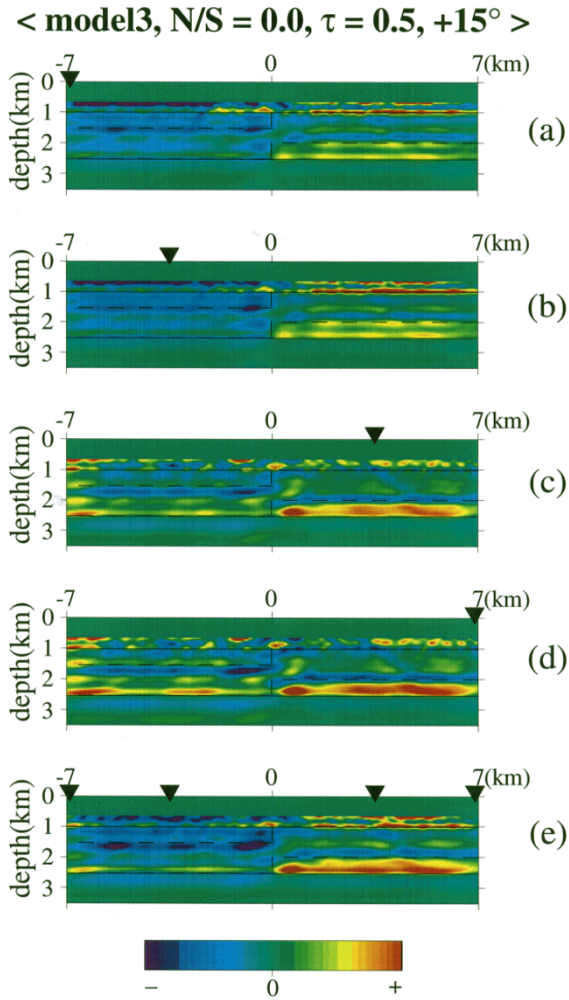 < model3, N/S = 0.0, τ = 0.5, +15° >
-7 0 7(km)
depth(km) 0 1 2 3 (a)
-7 0 7(km)
depth(km) 0 1 2 3 (b)
-7 0 7(km)
depth(km) 0 1 2 3 (c)
-7 0 7(km)
depth(km) 0 1 2 3 (d)
-7 0 7(km)
depth(km) 0 1 2 3 (e)
− 0 +